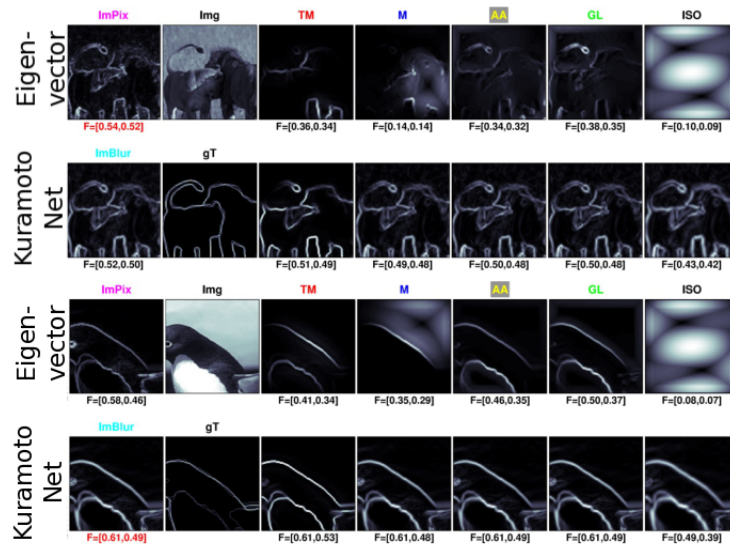 ImPix Img TM M AA GL ISO
Eigen-
vector
F=[0.54,0.52] F=[0.36,0.34] F=[0.14,0.14] F=[0.34,0.32] F=[0.38,0.35] F=[0.10,0.09]
ImBlur gT
Kuramoto
Net
F=[0.52,0.50] F=[0.51,0.49] F=[0.49,0.48] F=[0.50,0.48] F=[0.50,0.48] F=[0.43,0.42]
ImPix Img TM M AA GL ISO
Eigen-
vector
F=[0.58,0.46] F=[0.41,0.34] F=[0.35,0.29] F=[0.46,0.35] F=[0.50,0.37] F=[0.08,0.07]
ImBlur gT
Kuramoto
Net
F=[0.61,0.49] F=[0.61,0.53] F=[0.61,0.48] F=[0.61,0.49] F=[0.61,0.49] F=[0.49,0.39]